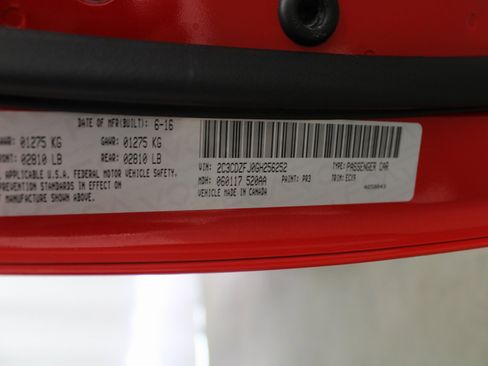 DATE OF MFR(BUILT): 6-16
01275 KG GAWR: 01275 KG
FRONT: 02810 LB REAR: 02810 LB
APPLICABLE U.S.A. FEDERAL MOTOR VEHICLE SAFETY,
PREVENTION STANDARDS IN EFFECT
MANUFACTURE SHOWN ABOVE.
VIN: 2C3CDZFJ0GH256252 TYPE: PASSENGER CAR
MDH: 060117 520AA PAINT: PR3 TRIM: ECX9
VEHICLE MADE IN CANADA